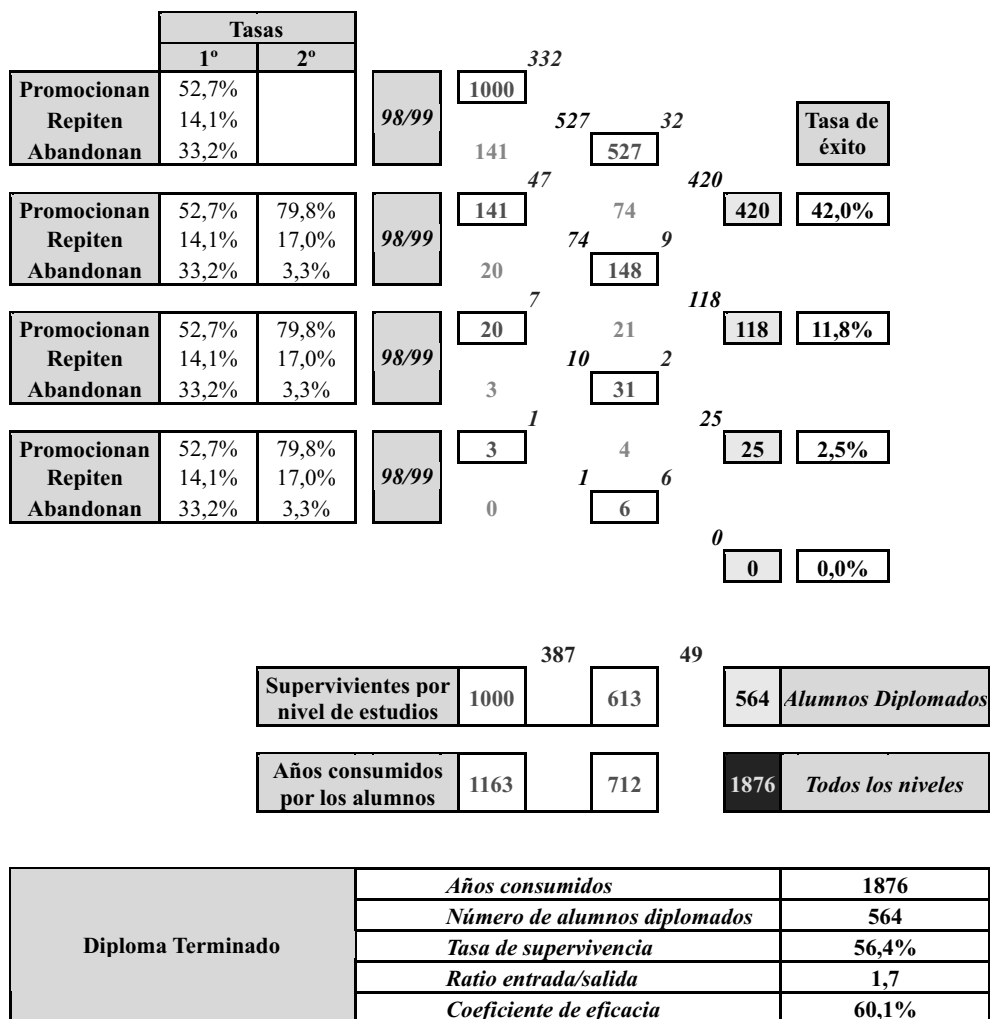 Tasas
1º 2º
332
Promocionan 52,7% 1000
Repiten 14,1% 98/99 527 32 Tasa de
Abandonan 33,2% 141 527 éxito
47 420
Promocionan 52,7% 79,8% 141 74 420 42,0%
Repiten 14,1% 17,0% 98/99 74 9
Abandonan 33,2% 3,3% 20 148
7 118
Promocionan 52,7% 79,8% 20 21 118 11,8%
Repiten 14,1% 17,0% 98/99 10 2
Abandonan 33,2% 3,3% 3 31
1 25
Promocionan 52,7% 79,8% 3 4 25 2,5%
Repiten 14,1% 17,0% 98/99 1 6
Abandonan 33,2% 3,3% 0 6
0
0 0,0%
387 49
Supervivientes por
nivel de estudios 1000 613 564 Alumnos Diplomados
Años consumidos
por los alumnos 1163 712 1876 Todos los niveles
Años consumidos 1876
Número de alumnos diplomados 564
Diploma Terminado Tasa de supervivencia 56,4%
Ratio entrada/salida 1,7
Coeficiente de eficacia 60,1%